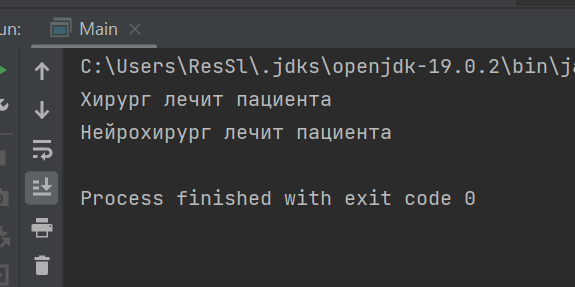 un:
Main
C:\Users\ResSl\.jdks\openjdk-19.0.2\bin\ja
Хирург лечит пациента
Нейрохирург лечит пациента
Process finished with exit code 0